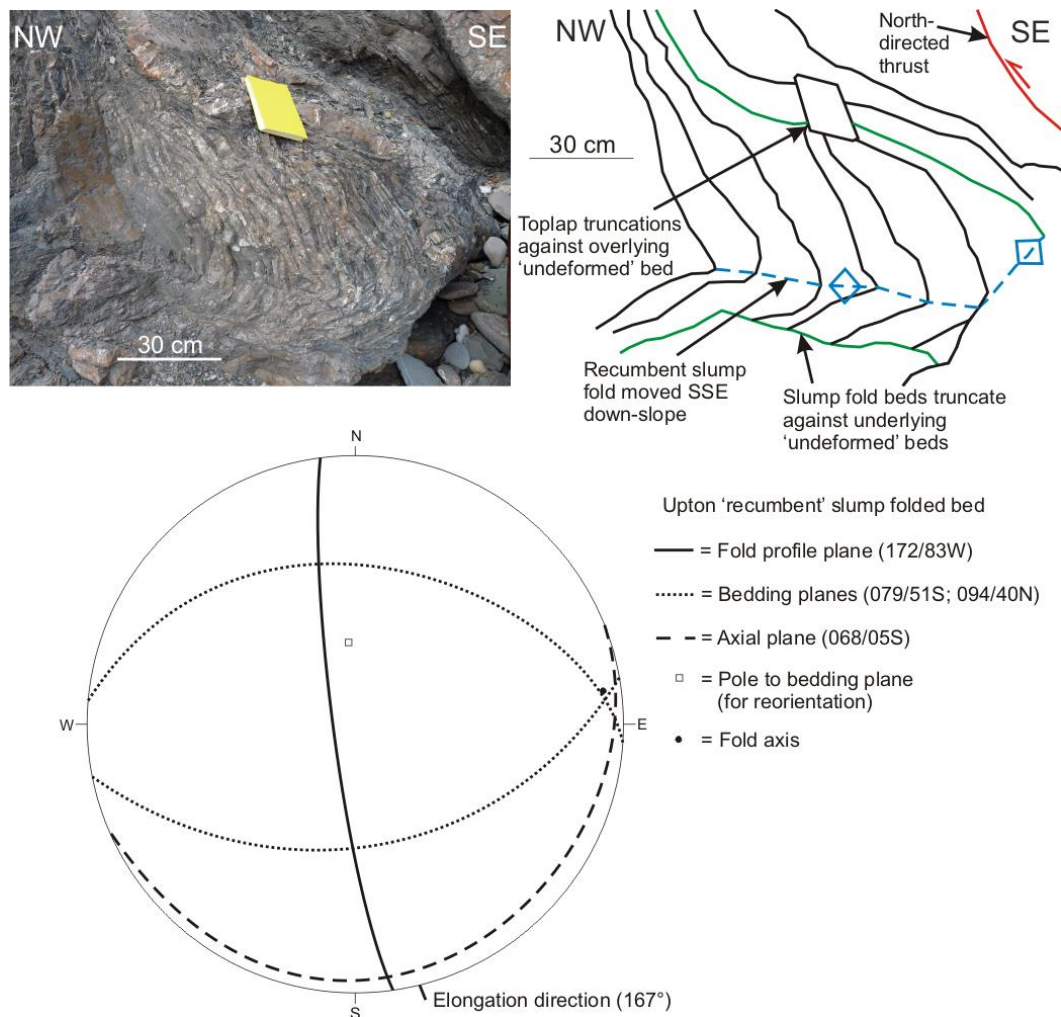 NW
SE
30 cm
NW
SE
North-
directed
thrust
30 cm
Toplap truncations
against overlying
‘undeformed’ bed
Recumbent slump
fold moved SSE
down-slope
Slump fold beds truncate
against underlying
‘undeformed’ beds
N
W
E
S
Elongation direction (167°)
Upton ‘recumbent’ slump folded bed
= Fold profile plane (172/83W)
= Bedding planes (079/51S; 094/40N)
= Axial plane (068/05S)
= Pole to bedding plane
(for reorientation)
= Fold axis